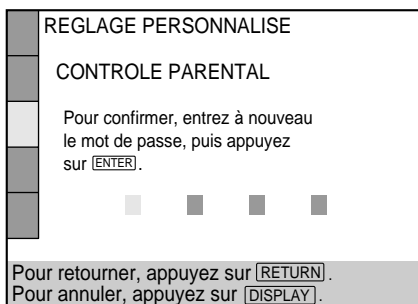 REGLAGE PERSONNALISE
CONTROLE PARENTAL
Pour confirmer, entrez à nouveau
le mot de passe, puis appuyez
sur ENTER.
Pour retourner, appuyez sur RETURN.
Pour annuler, appuyez sur DISPLAY.